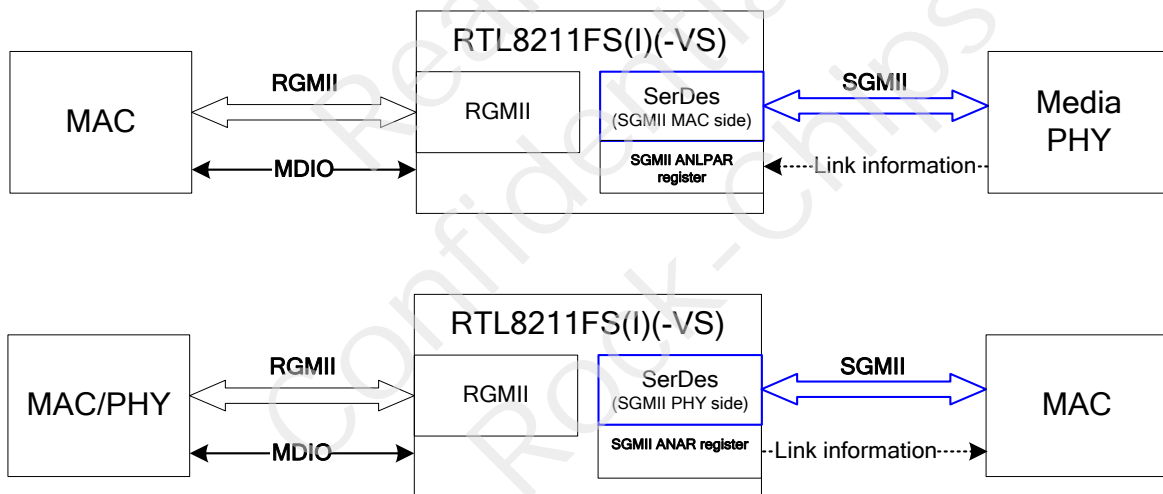 RTL8211FS(I)(-VS)
MAC
RGMII
MDIO
RGMII
SerDes
(SGMII MAC side)
SGMII ANLPAR
register
SGMII
Link information
Media
PHY
RTL8211FS(I)(-VS)
MAC/PHY
RGMII
MDIO
RGMII
SerDes
(SGMII PHY side)
SGMII ANAR register
SGMII
Link information
MAC
Rock-Chips